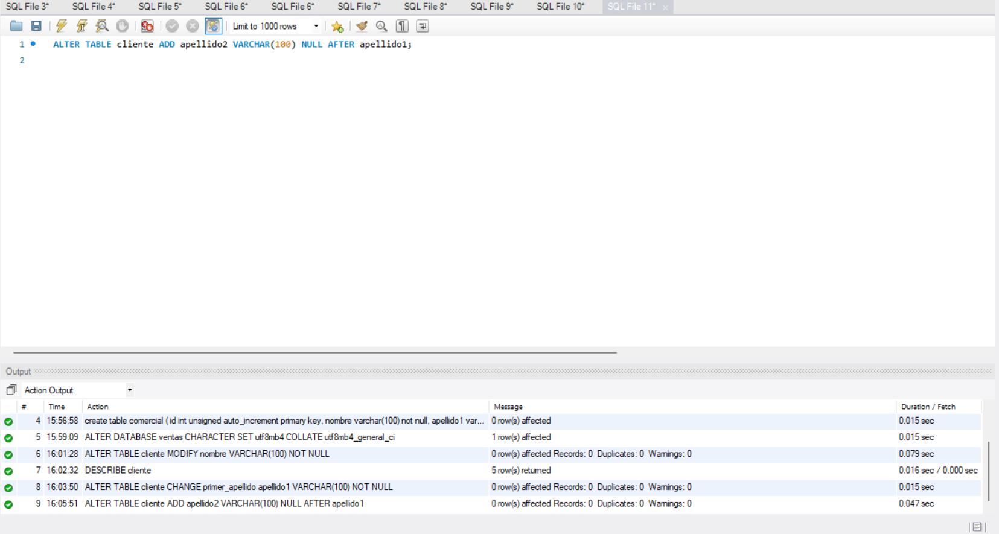 SQL File 3* SQL File 4* SQL File 5* SQL File 6* SQL File 6* SQL File 7* SQL File 8* SQL File 9* SQL File 10* SQL File 11*
Limit to 1000 rows
1 ALTER TABLE cliente ADD apellido2 VARCHAR(100) NULL AFTER apellido1;
2
Output
Action Output
# Time Action Message Duration / Fetch
4 15:56:58 create table comercial ( id int unsigned auto_increment primary key, nombre varchar(100) not null, apellido1 var... 0 row(s) affected 0.015 sec
5 15:59:09 ALTER DATABASE ventas CHARACTER SET utf8mb4 COLLATE utf8mb4_general_ci 1 row(s) affected 0.015 sec
6 16:01:28 ALTER TABLE cliente MODIFY nombre VARCHAR(100) NOT NULL 0 row(s) affected Records: 0 Duplicates: 0 Warnings: 0 0.079 sec
7 16:02:32 DESCRIBE cliente 5 row(s) returned 0.016 sec / 0.000 sec
8 16:03:50 ALTER TABLE cliente CHANGE primer_apellido apellido1 VARCHAR(100) NOT NULL 0 row(s) affected Records: 0 Duplicates: 0 Warnings: 0 0.015 sec
9 16:05:51 ALTER TABLE cliente ADD apellido2 VARCHAR(100) NULL AFTER apellido1 0 row(s) affected Records: 0 Duplicates: 0 Warnings: 0 0.047 sec